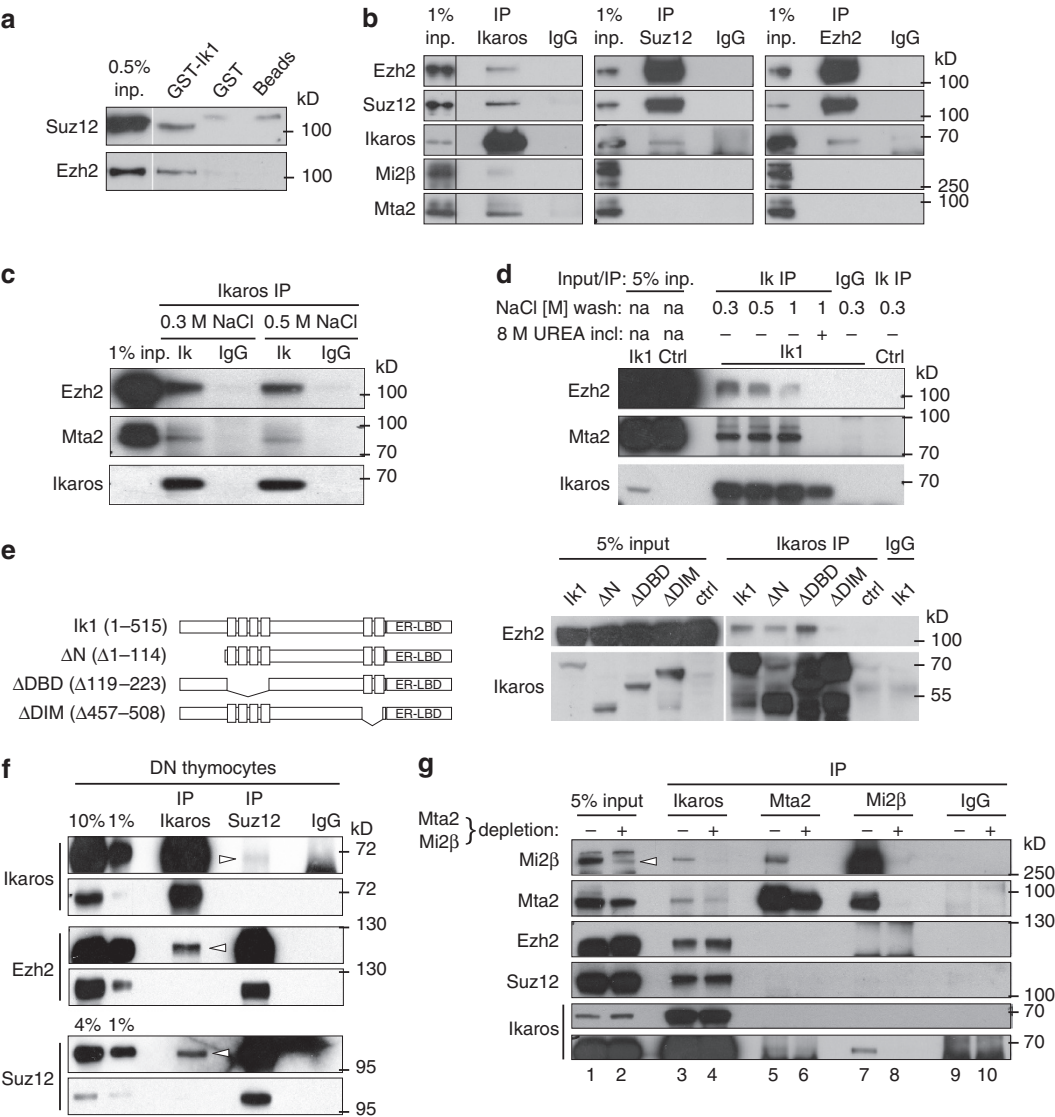 a
0.5%
inp.
GST-Ik1
GST
Beads
kD
Suz12
100
Ezh2
100
b
1% IP
inp. Ikaros IgG
1% IP
inp. Suz12 IgG
1% IP
inp. Ezh2 IgG
kD
Ezh2
100
Suz12
100
Ikaros
70
Mi2β
250
Mta2
100
c
Ikaros IP
0.3 M NaCl 0.5 M NaCl
1% inp. Ik IgG Ik IgG
kD
Ezh2
100
Mta2
100
70
Ikaros
70
d
Input/IP: 5% inp. Ik IP IgG Ik IP
NaCl [M] wash: na na 0.3 0.5 1 1 0.3 0.3
8 M UREA incl: na na – – – + – –
Ik1 Ctrl Ik1 Ctrl
kD
Ezh2
100
Mta2
100
70
Ikaros
70
e
Ik1 (1–515) ER-LBD
ΔN (Δ1–114) ER-LBD
ΔDBD (Δ119–223) ER-LBD
ΔDIM (Δ457–508) ER-LBD
5% input Ikaros IP IgG
Ik1 ΔN ΔDBD ΔDIM ctrl Ik1 ΔN ΔDBD ΔDIM ctrl Ik1
kD
Ezh2
100
Ikaros
70
55
f
DN thymocytes
IP IP
10% 1% Ikaros Suz12 IgG
kD
Ikaros
72
72
Ezh2
130
130
4% 1%
Suz12
95
95
g
IP
5% input Ikaros Mta2 Mi2β IgG
Mta2
Mi2β
} depletion: – + – + – + – + – +
kD
Mi2β
250
Mta2
100
Ezh2
130
Suz12
100
Ikaros
70
70
1 2 3 4 5 6 7 8 9 10